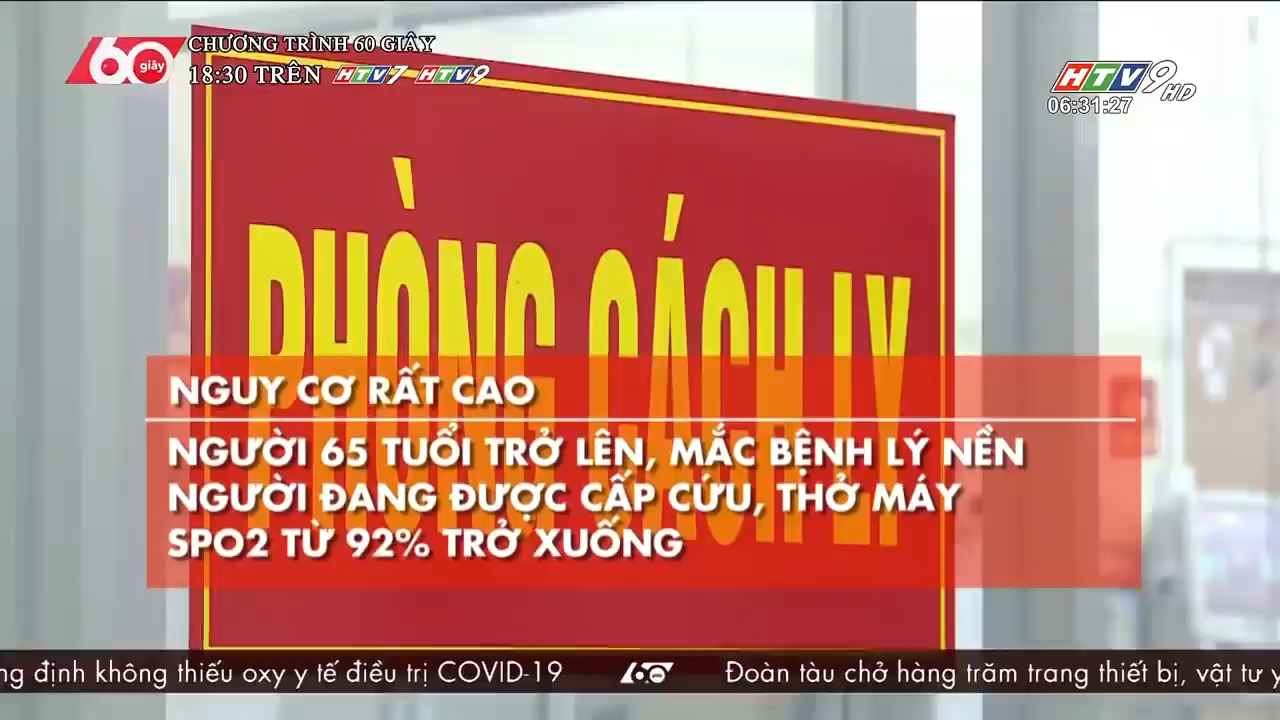 60 giây
CHƯƠNG TRÌNH 60 GIÂY
18:30 TRÊN HTV7 HTV9
HTV9 HD
06:31:27
PHÒNG CÁCH LY
NGUY CƠ RẤT CAO
NGƯỜI 65 TUỔI TRỞ LÊN, MẮC BỆNH LÝ NỀN
NGƯỜI ĐANG ĐƯỢC CẤP CỨU, THỞ MÁY
SPO2 TỪ 92% TRỞ XUỐNG
ng định không thiếu oxy y tế điều trị COVID-19 60 giây Đoàn tàu chở hàng trăm trang thiết bị, vật tư y